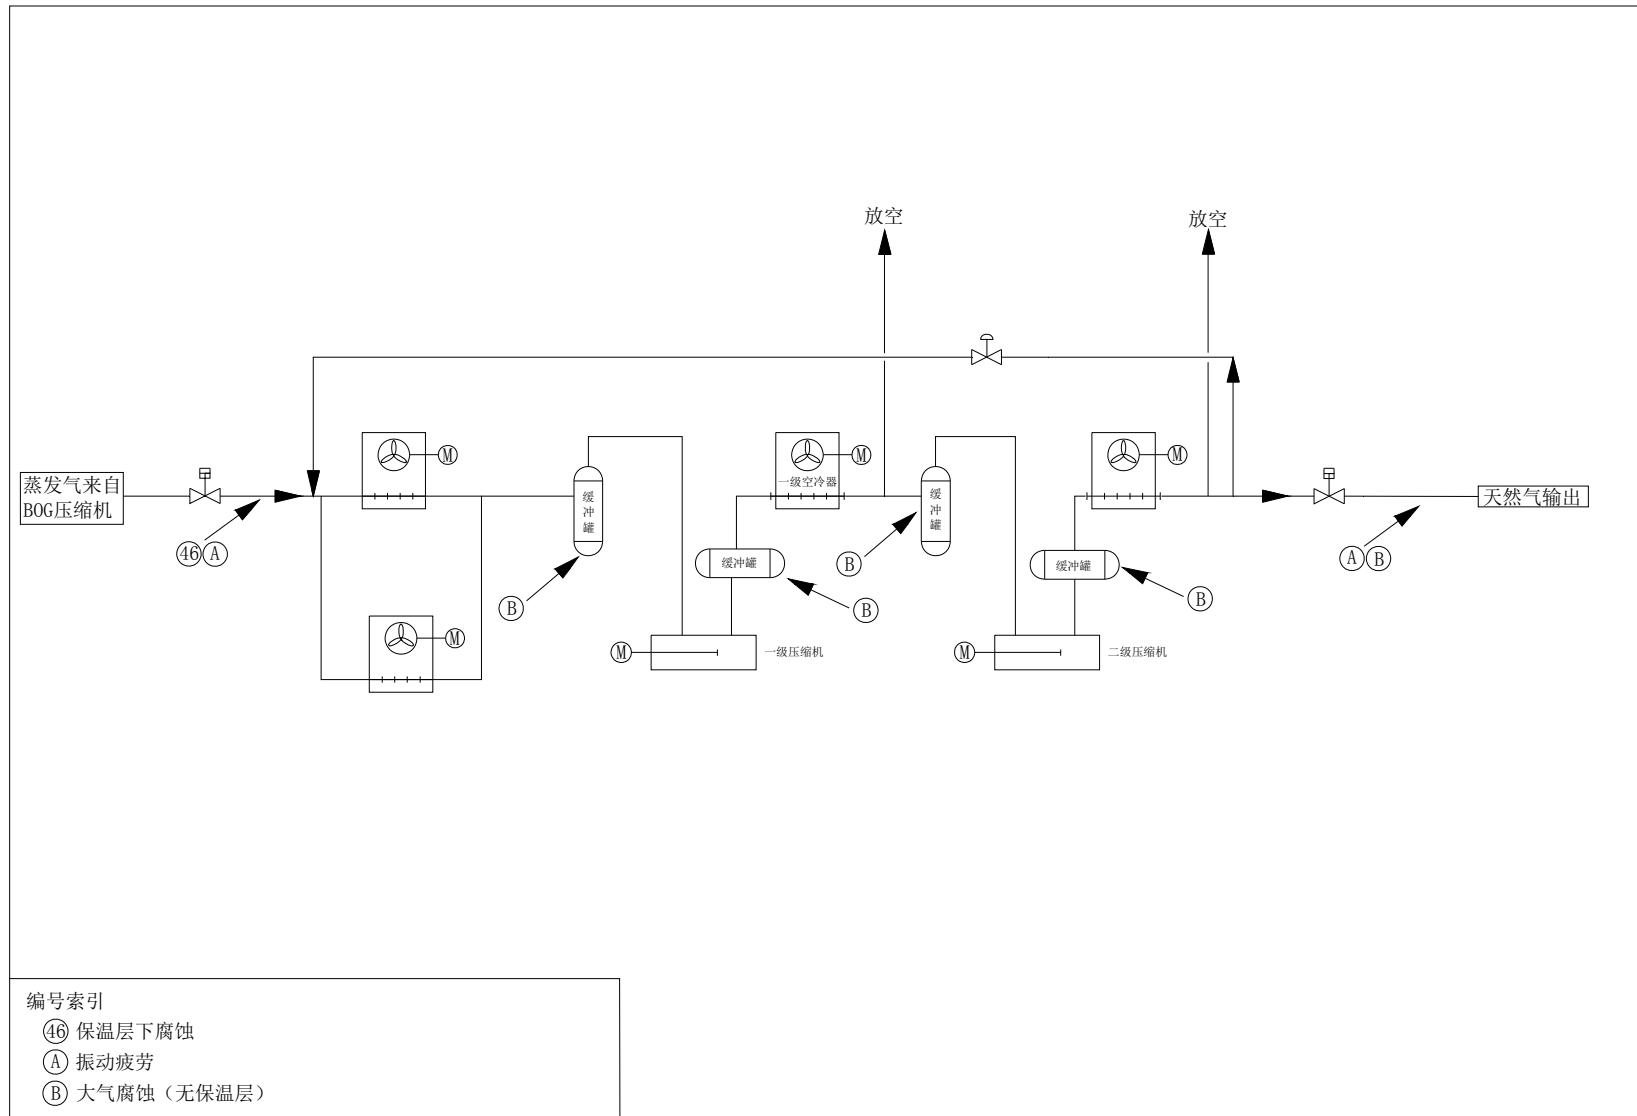 放空
放空
M
M
M
蒸发气来自
BOG压缩机
一级空冷器
缓冲罐
缓冲罐
天然气输出
46 A
B
缓冲罐
B
B
缓冲罐
B
A B
M
M
一级压缩机
M
二级压缩机
编号索引
46 保温层下腐蚀
A 振动疲劳
B 大气腐蚀（无保温层）